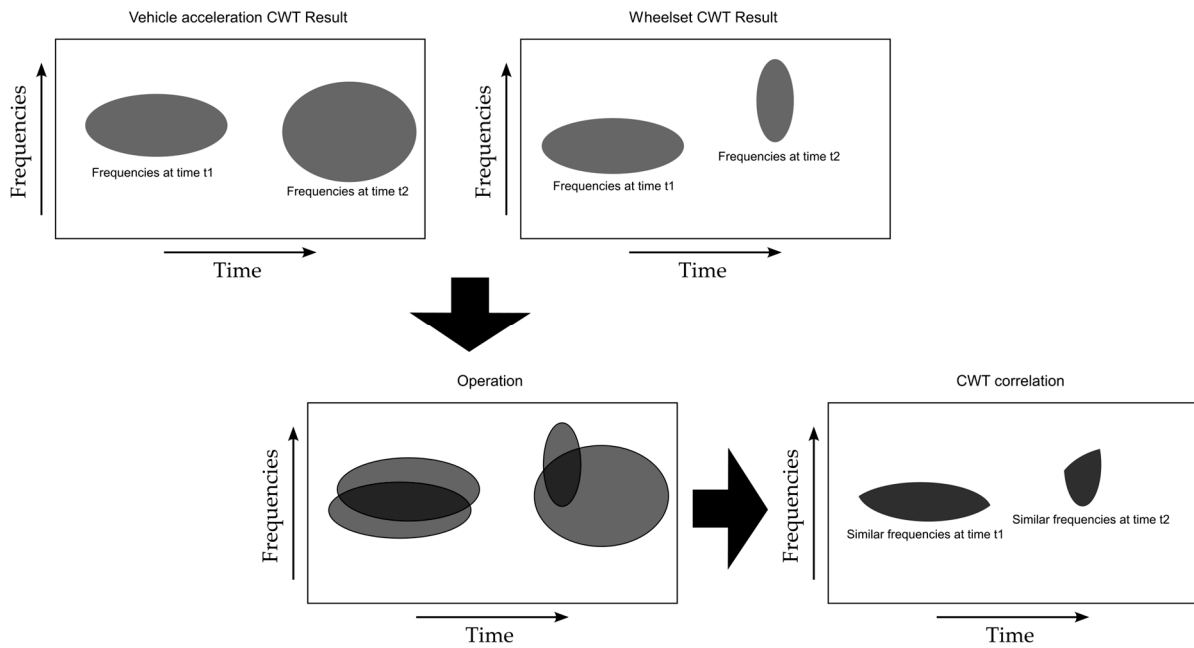 Vehicle acceleration CWT Result
Wheelset CWT Result
Frequencies
Frequencies at time t1
Frequencies at time t2
Time
Frequencies
Frequencies at time t1
Frequencies at time t2
Time
Operation
CWT correlation
Frequencies
Time
Frequencies
Similar frequencies at time t1
Similar frequencies at time t2
Time